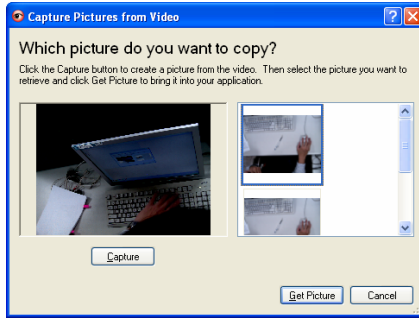 Capture Pictures from Video
Which picture do you want to copy?
Click the Capture button to create a picture from the video. Then select the picture you want to
retrieve and click Get Picture to bring it into your application.
Capture
Get Picture
Cancel